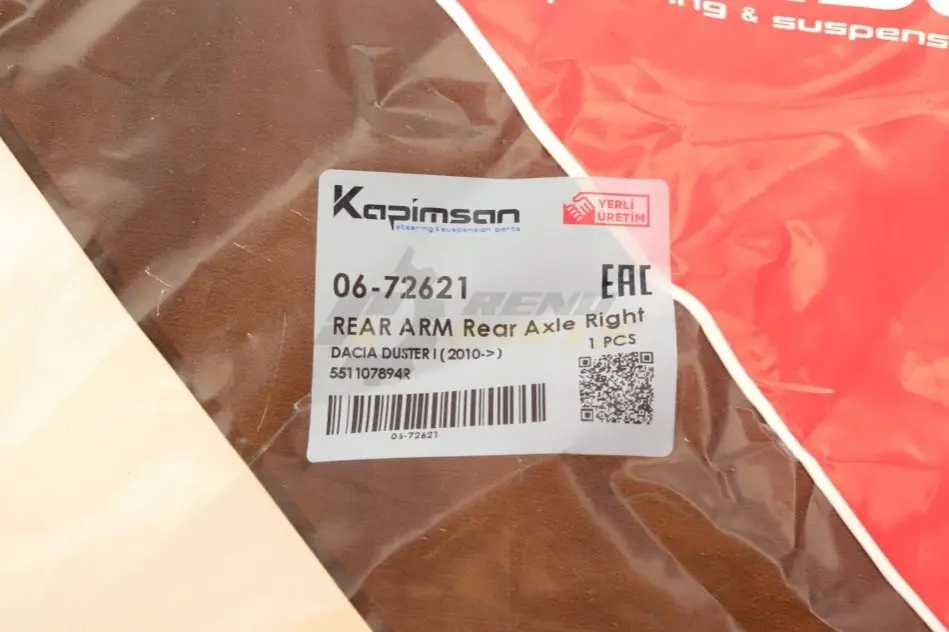 & suspens
Kapimsan
steering & suspension parts
YERLİ
ÜRETİM
06-72621
EAC
REAR ARM Rear Axle Right
1 PCS
DACIA DUSTER I ( 2010-> )
551107894R
06-72621